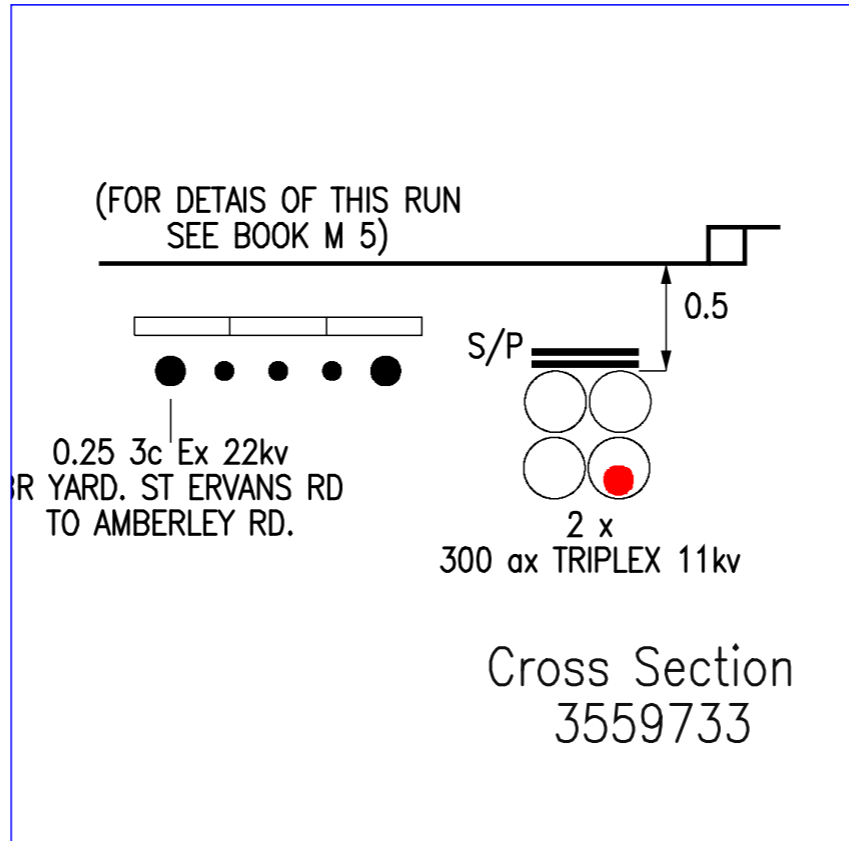 (FOR DETAIS OF THIS RUN
SEE BOOK M 5)
0.5
S/P
0.25 3c Ex 22kv
BR YARD. ST ERVANS RD
TO AMBERLEY RD.
2 x
300 ax TRIPLEX 11kv
Cross Section
3559733